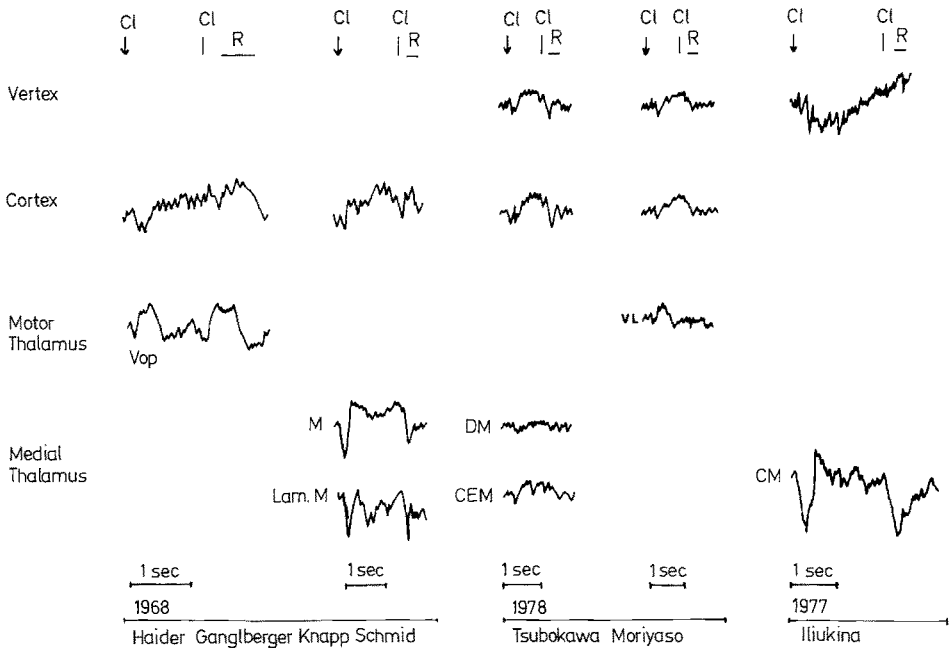 Cl Cl Cl Cl Cl Cl Cl Cl Cl Cl
R R R R R
Vertex
Cortex
Motor
Thalamus
Vop
VL
Medial
Thalamus
M
DM
Lam. M
CEM
CM
1 sec 1 sec 1 sec 1 sec 1 sec
1968 1978 1977
Haider Ganglberger Knapp Schmid Tsubokawa Moriyaso Iliukina